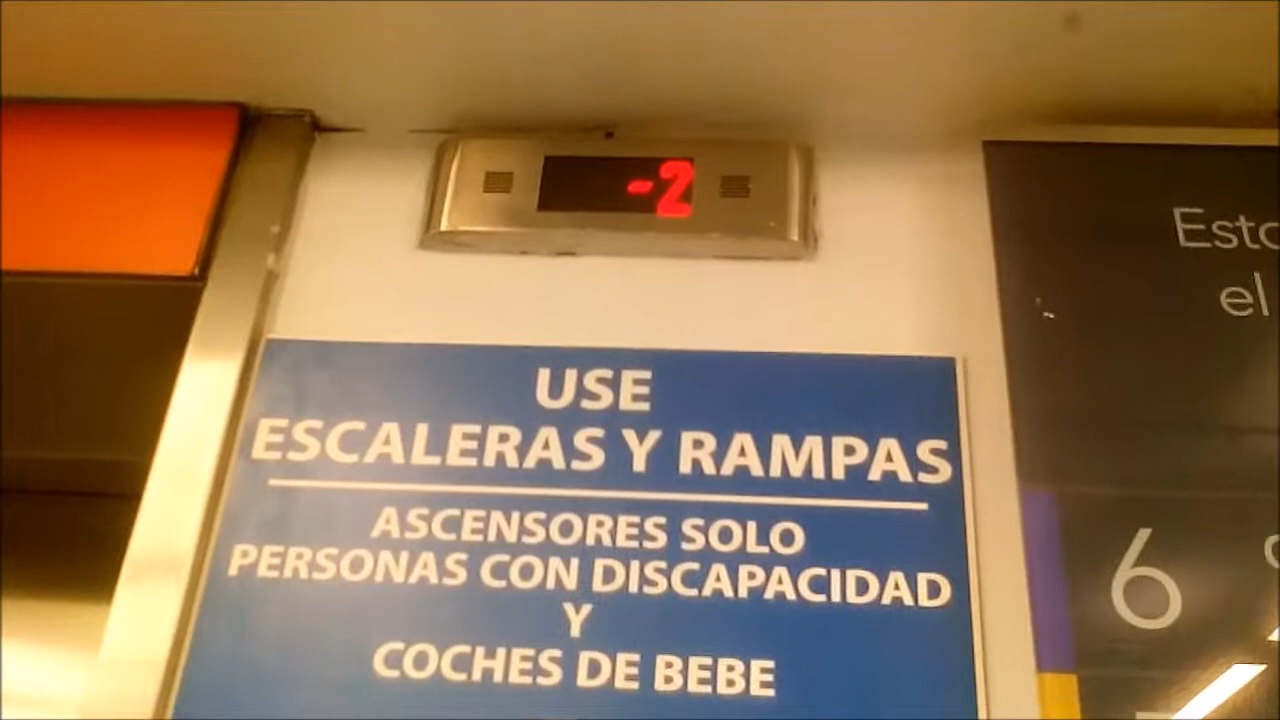 -2
USE
ESCALERAS Y RAMPAS
ASCENSORES SOLO
PERSONAS CON DISCAPACIDAD
Y
COCHES DE BEBE
el
6